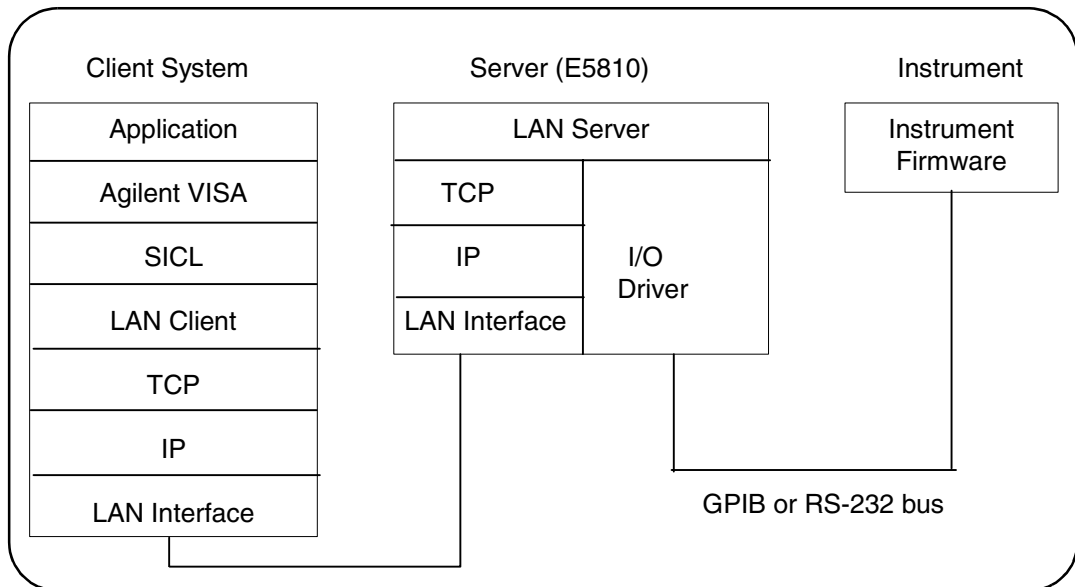 Client System
Application
Agilent VISA
SICL
LAN Client
TCP
IP
LAN Interface
Server (E5810)
LAN Server
TCP
IP
LAN Interface
I/O
Driver
Instrument
Instrument
Firmware
GPIB or RS-232 bus